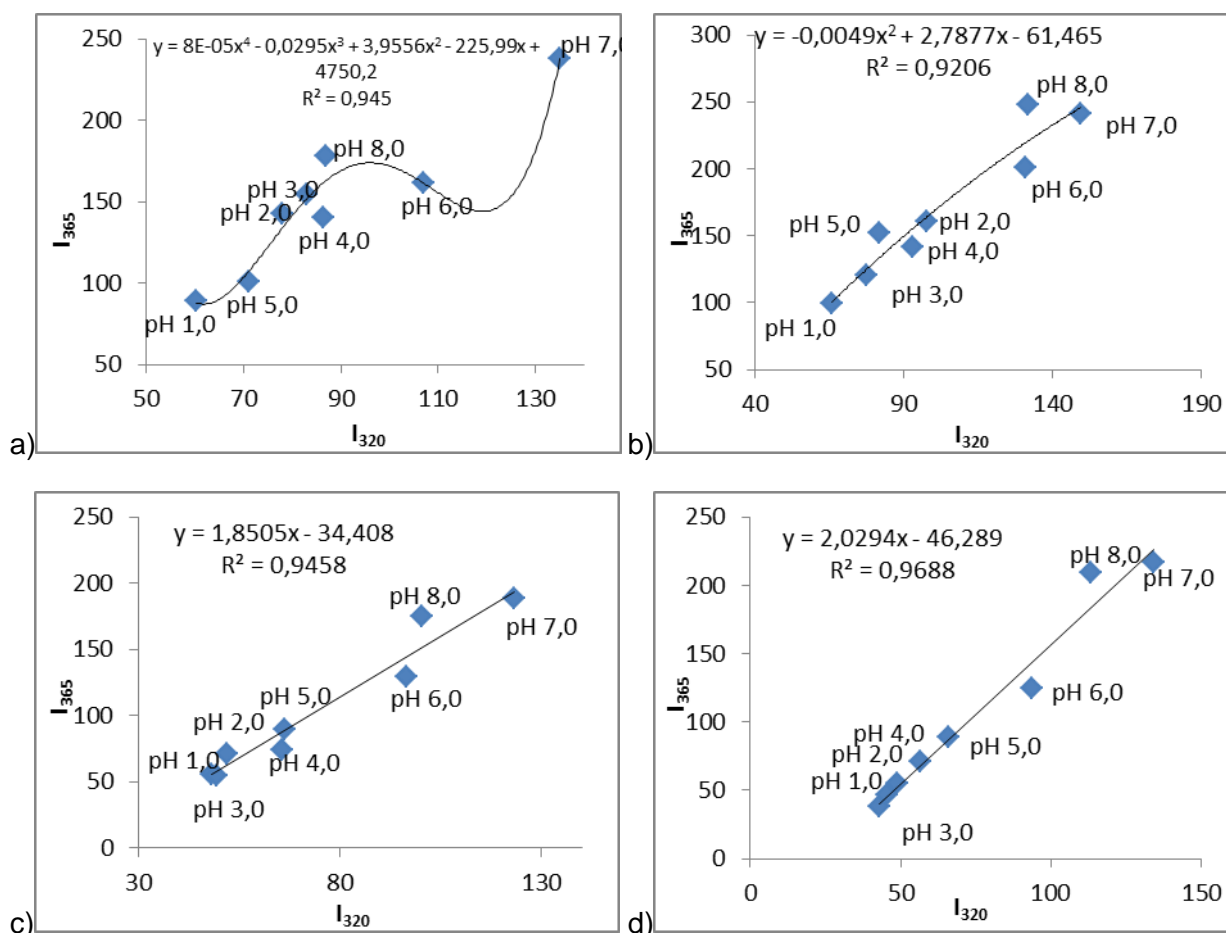 y = 8E-05x⁴ - 0,0295x³ + 3,9556x² - 225,99x +
4750,2
R² = 0,945
250
200
150
100
50
I₃₆₅
pH 7,0
pH 8,0
pH 3,0
pH 2,0
pH 6,0
pH 4,0
pH 5,0
pH 1,0
50 70 90 110 130
I₃₂₀
a)
y = -0,0049x² + 2,7877x - 61,465
R² = 0,9206
300
250
200
150
100
50
I₃₆₅
pH 8,0
pH 7,0
pH 6,0
pH 5,0
pH 2,0
pH 4,0
pH 3,0
pH 1,0
40 90 140 190
I₃₂₀
b)
y = 1,8505x - 34,408
R² = 0,9458
250
200
150
100
50
0
I₃₆₅
pH 8,0
pH 7,0
pH 6,0
pH 5,0
pH 2,0
pH 1,0
pH 4,0
pH 3,0
30 80 130
I₃₂₀
c)
y = 2,0294x - 46,289
R² = 0,9688
250
200
150
100
50
0
I₃₆₅
pH 8,0
pH 7,0
pH 6,0
pH 4,0
pH 5,0
pH 2,0
pH 1,0
pH 3,0
0 50 100 150
I₃₂₀
d)